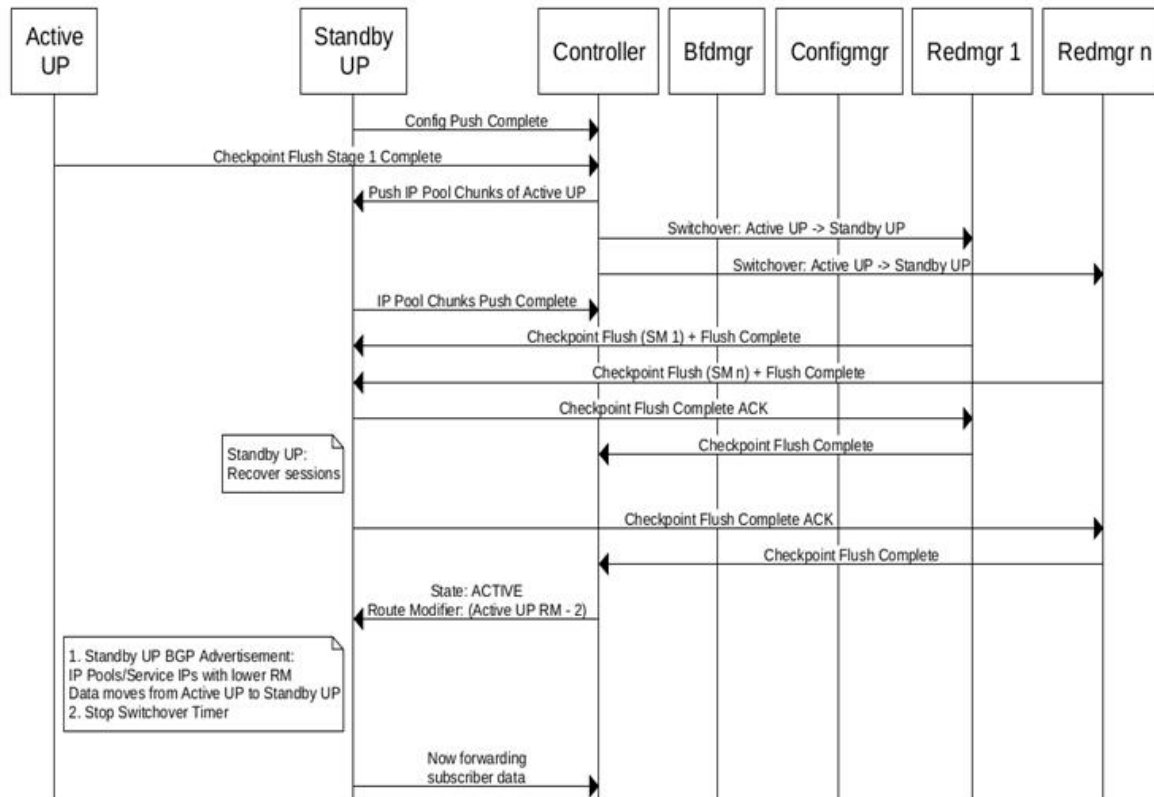 Active
UP
Standby
UP
Controller
Bfdmgr
Configmgr
Redmgr 1
Redmgr n
Config Push Complete
Checkpoint Flush Stage 1 Complete
Push IP Pool Chunks of Active UP
Switchover: Active UP -> Standby UP
Switchover: Active UP -> Standby UP
IP Pool Chunks Push Complete
Checkpoint Flush (SM 1) + Flush Complete
Checkpoint Flush (SM n) + Flush Complete
Checkpoint Flush Complete ACK
Standby UP:
Recover sessions
Checkpoint Flush Complete
Checkpoint Flush Complete ACK
Checkpoint Flush Complete
State: ACTIVE
Route Modifier: (Active UP RM - 2)
1. Standby UP BGP Advertisement:
IP Pools/Service IPs with lower RM
Data moves from Active UP to Standby UP
2. Stop Switchover Timer
Now forwarding
subscriber data